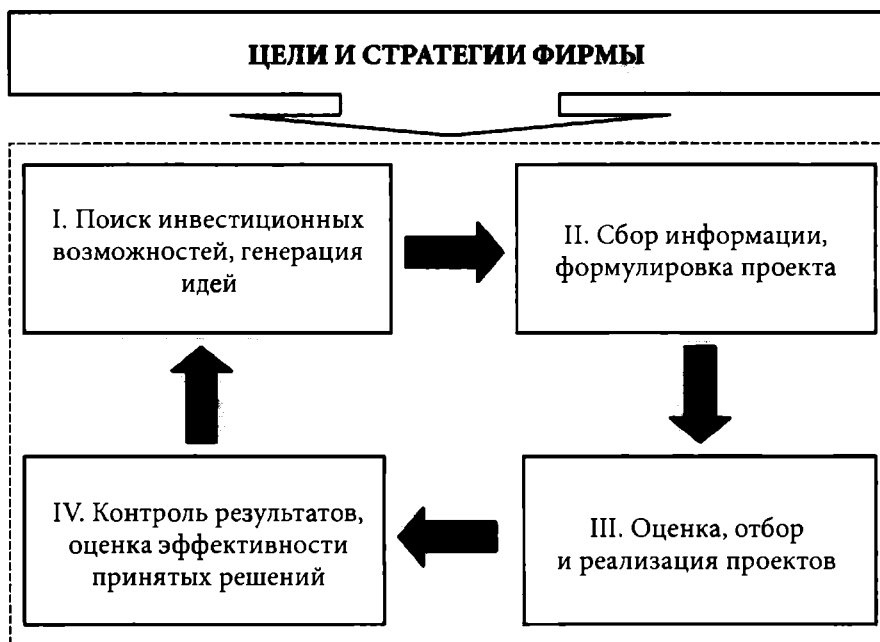 ЦЕЛИ И СТРАТЕГИИ ФИРМЫ
I. Поиск инвестиционных
возможностей, генерация
идей
II. Сбор информации,
формулировка проекта
III. Оценка, отбор
и реализация проектов
IV. Контроль результатов,
оценка эффективности
принятых решений